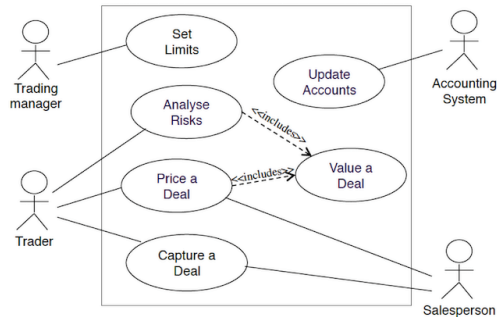 Set
Limits
Trading
manager
Update
Accounts
Accounting
System
Analyse
Risks
<<includes>>
Price a
Deal
<<includes>>
Value a
Deal
Trader
Capture a
Deal
Salesperson